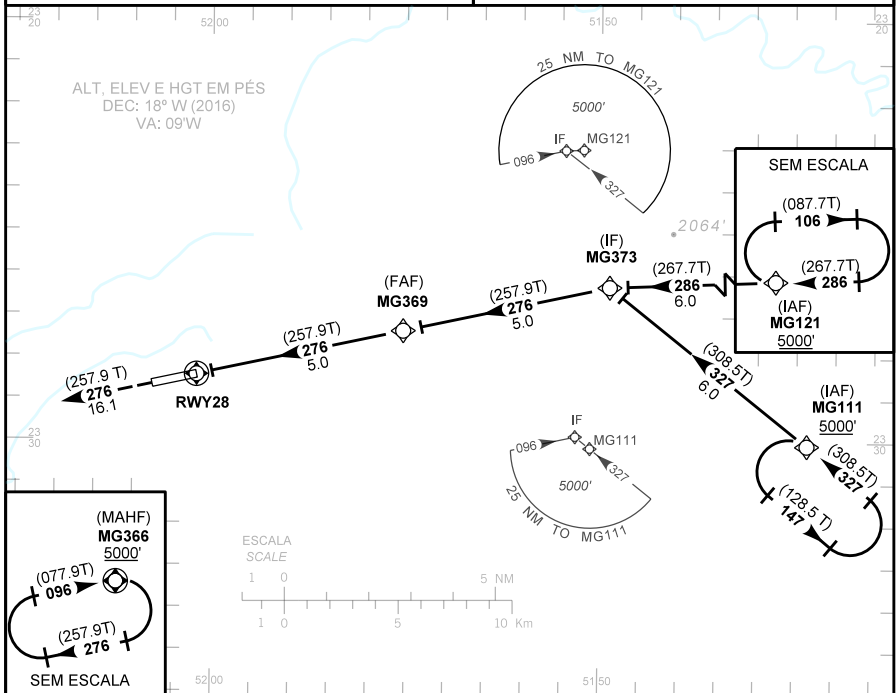 23
20
52 00
51 50
23
20
ALT, ELEV E HGT EM PÉS
DEC: 18º W (2016)
VA: 09'W
25 NM TO MG121
5000'
IF
MG121
096
327
2064'
SEM ESCALA
(087.7T)
106
(267.7T)
286
(IAF)
MG121
5000'
(IF)
MG373
(267.7T)
286
6.0
(FAF)
MG369
(257.9T)
276
5.0
(257.9T)
276
5.0
(257.9 T)
276
16.1
RWY28
(308.5T)
327
6.0
(IAF)
MG111
5000'
(308.5T)
327
(128.5 T)
147
23
30
23
30
IF
MG111
096
327
5000'
25 NM TO MG111
(MAHF)
MG366
5000'
(077.9T)
096
(257.9T)
276
SEM ESCALA
ESCALA
SCALE
1 0 5 NM
1 0 5 10 Km
52 00
51 50